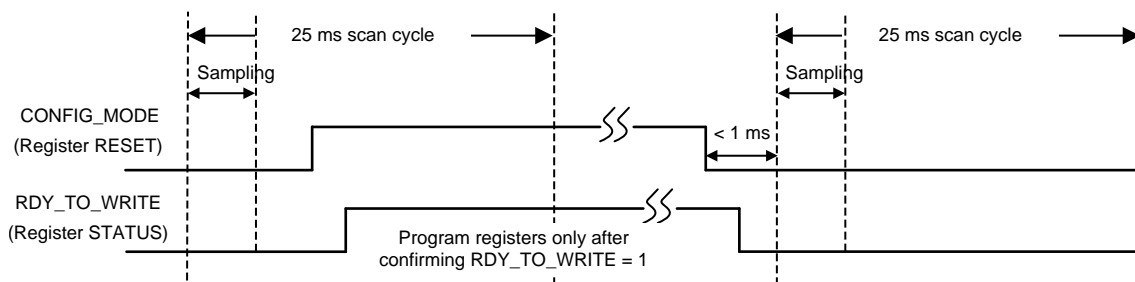 25 ms scan cycle
25 ms scan cycle
Sampling
Sampling
CONFIG_MODE
(Register RESET)
< 1 ms
RDY_TO_WRITE
(Register STATUS)
Program registers only after
confirming RDY_TO_WRITE = 1